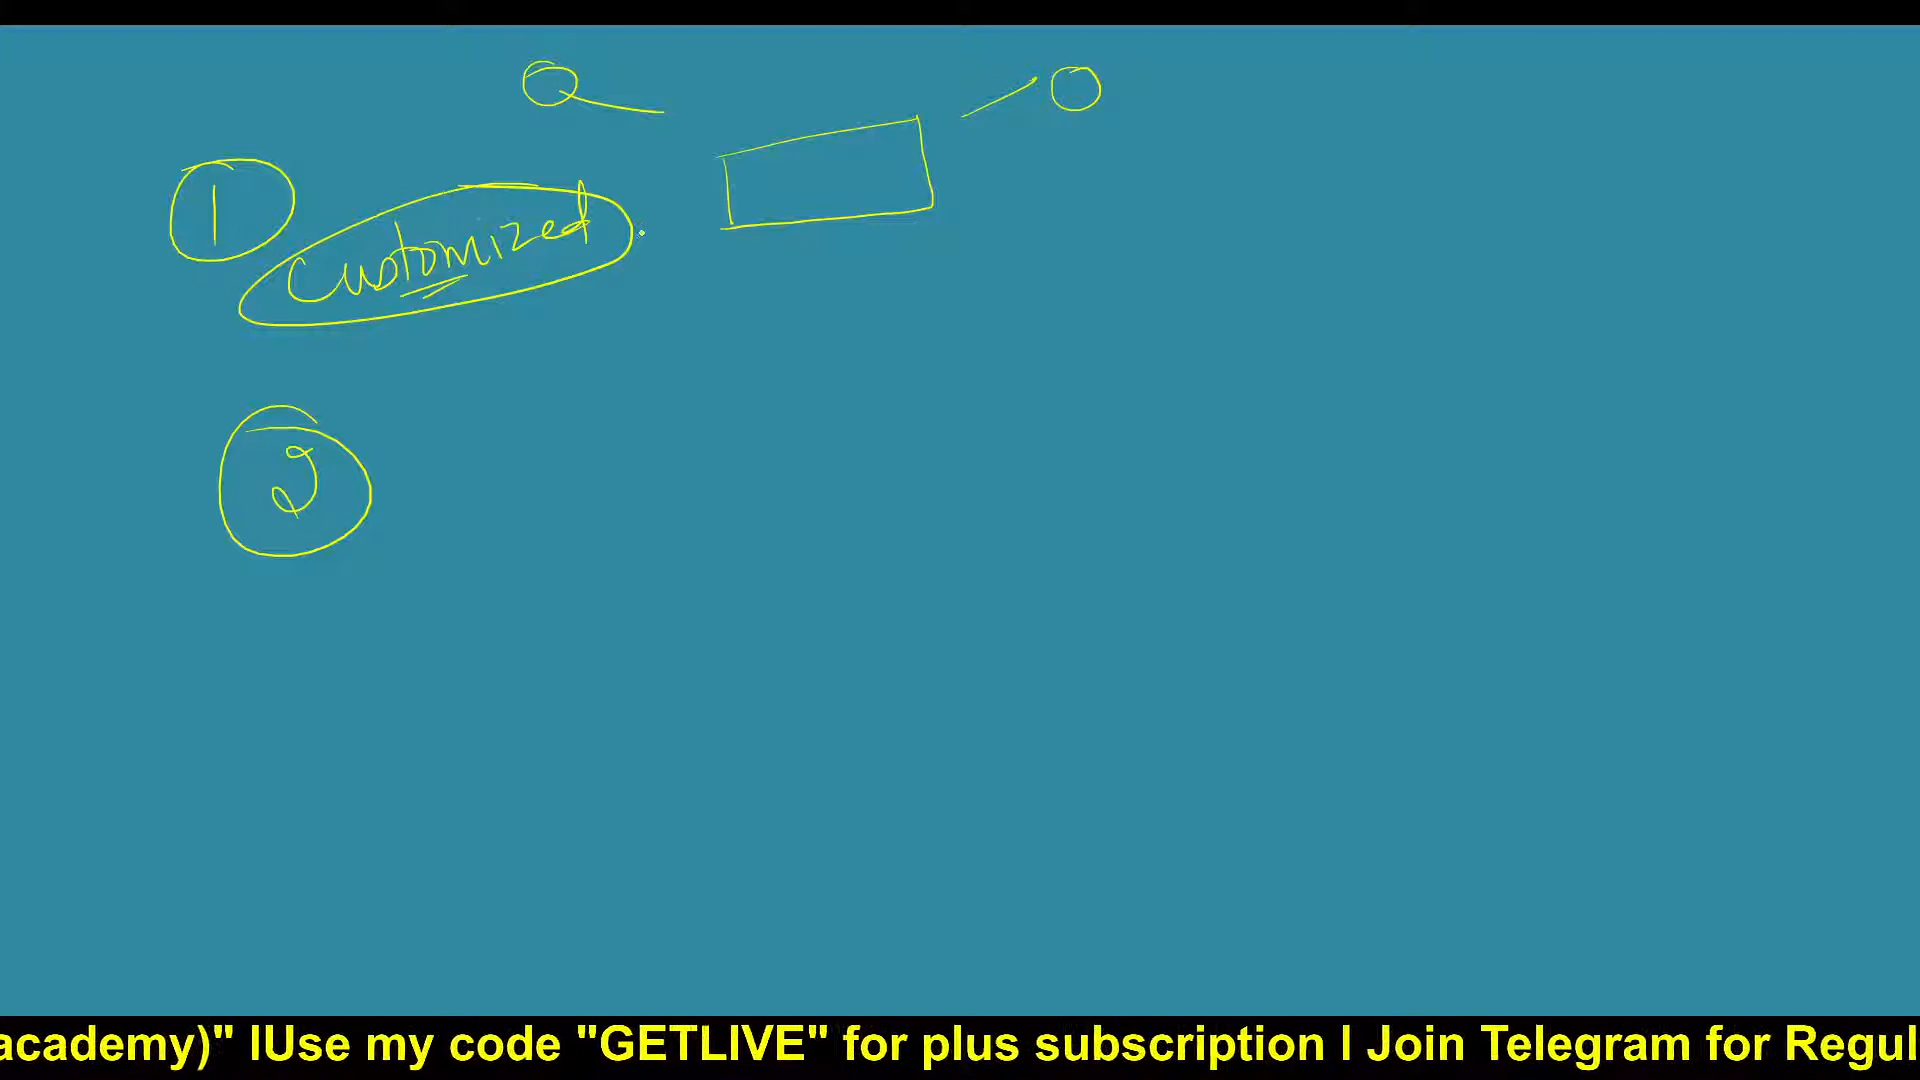 1
Customized
2
academy)" lUse my code "GETLIVE" for plus subscription l Join Telegram for Regul